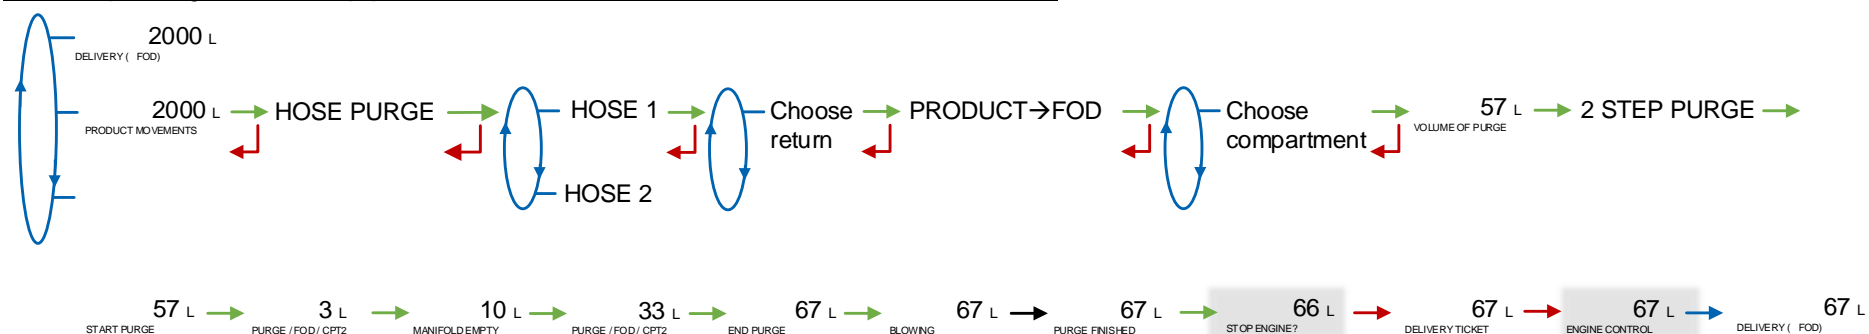 2000 L
DELIVERY ( FOD)
2000 L
PRODUCT MOVEMENTS
HOSE PURGE
HOSE 1
HOSE 2
Choose
return
PRODUCT→FOD
Choose
compartment
57 L
VOLUME OF PURGE
2 STEP PURGE
57 L
START PURGE
3 L
PURGE / FOD / CPT2
10 L
MANIFOLD EMPTY
33 L
PURGE / FOD / CPT2
67 L
END PURGE
67 L
BLOWING
67 L
PURGE FINISHED
66 L
STOP ENGINE?
67 L
DELIVERY TICKET
67 L
ENGINE CONTROL
67 L
DELIVERY ( FOD)